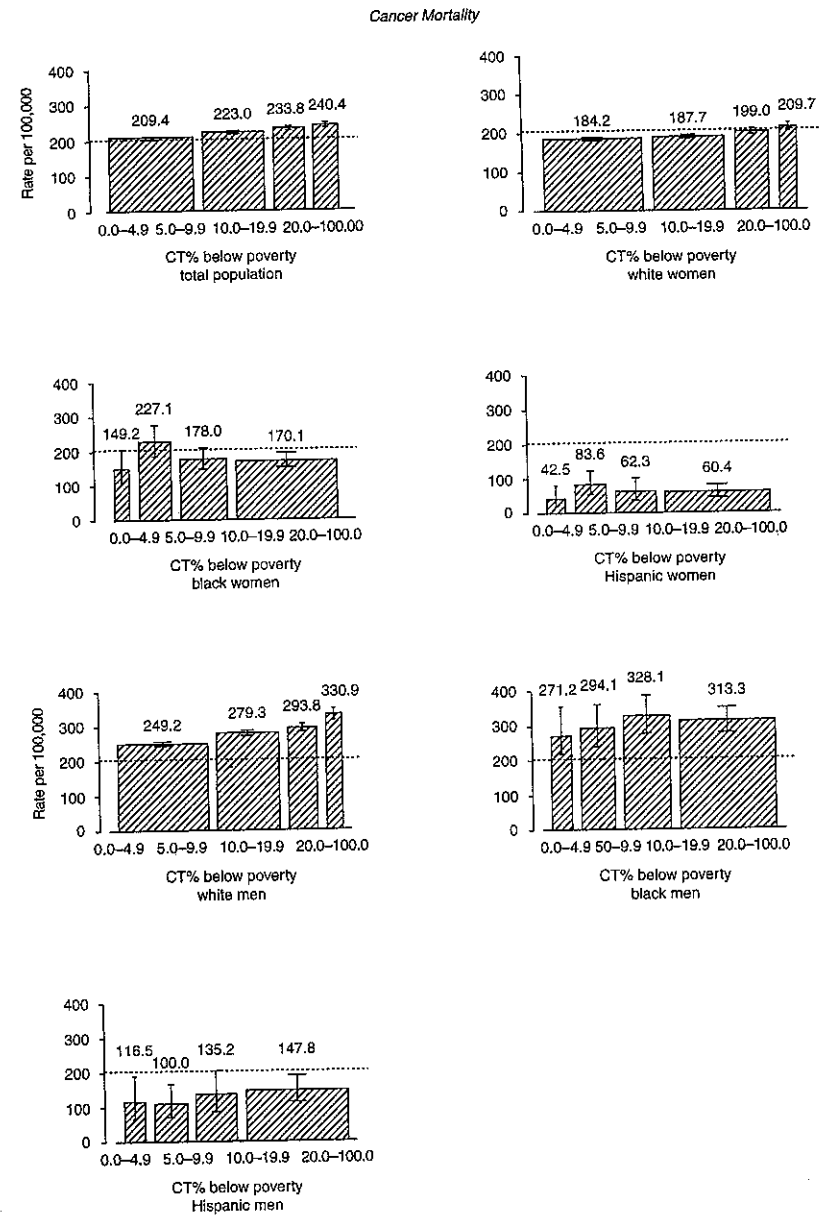 Cancer Mortality
Rate per 100,000
400
300
200
100
0
209.4
223.0
233.8
240.4
0.0–4.9 5.0–9.9 10.0–19.9 20.0–100.00
CT% below poverty
total population
400
300
200
100
0
184.2
187.7
199.0
209.7
0.0–4.9 5.0–9.9 10.0–19.9 20.0–100.0
CT% below poverty
white women
400
300
200
100
0
149.2
227.1
178.0
170.1
0.0–4.9 5.0–9.9 10.0–19.9 20.0–100.0
CT% below poverty
black women
400
300
200
100
0
42.5
83.6
62.3
60.4
0.0–4.9 5.0–9.9 10.0–19.9 20.0–100.0
CT% below poverty
Hispanic women
Rate per 100,000
400
300
200
100
0
249.2
279.3
293.8
330.9
0.0–4.9 5.0–9.9 10.0–19.9 20.0–100.0
CT% below poverty
white men
400
300
200
100
0
271.2
294.1
328.1
313.3
0.0–4.9 50–9.9 10.0–19.9 20.0–100.0
CT% below poverty
black men
400
300
200
100
0
116.5
100.0
135.2
147.8
0.0–4.9 5.0–9.9 10.0–19.9 20.0–100.0
CT% below poverty
Hispanic men